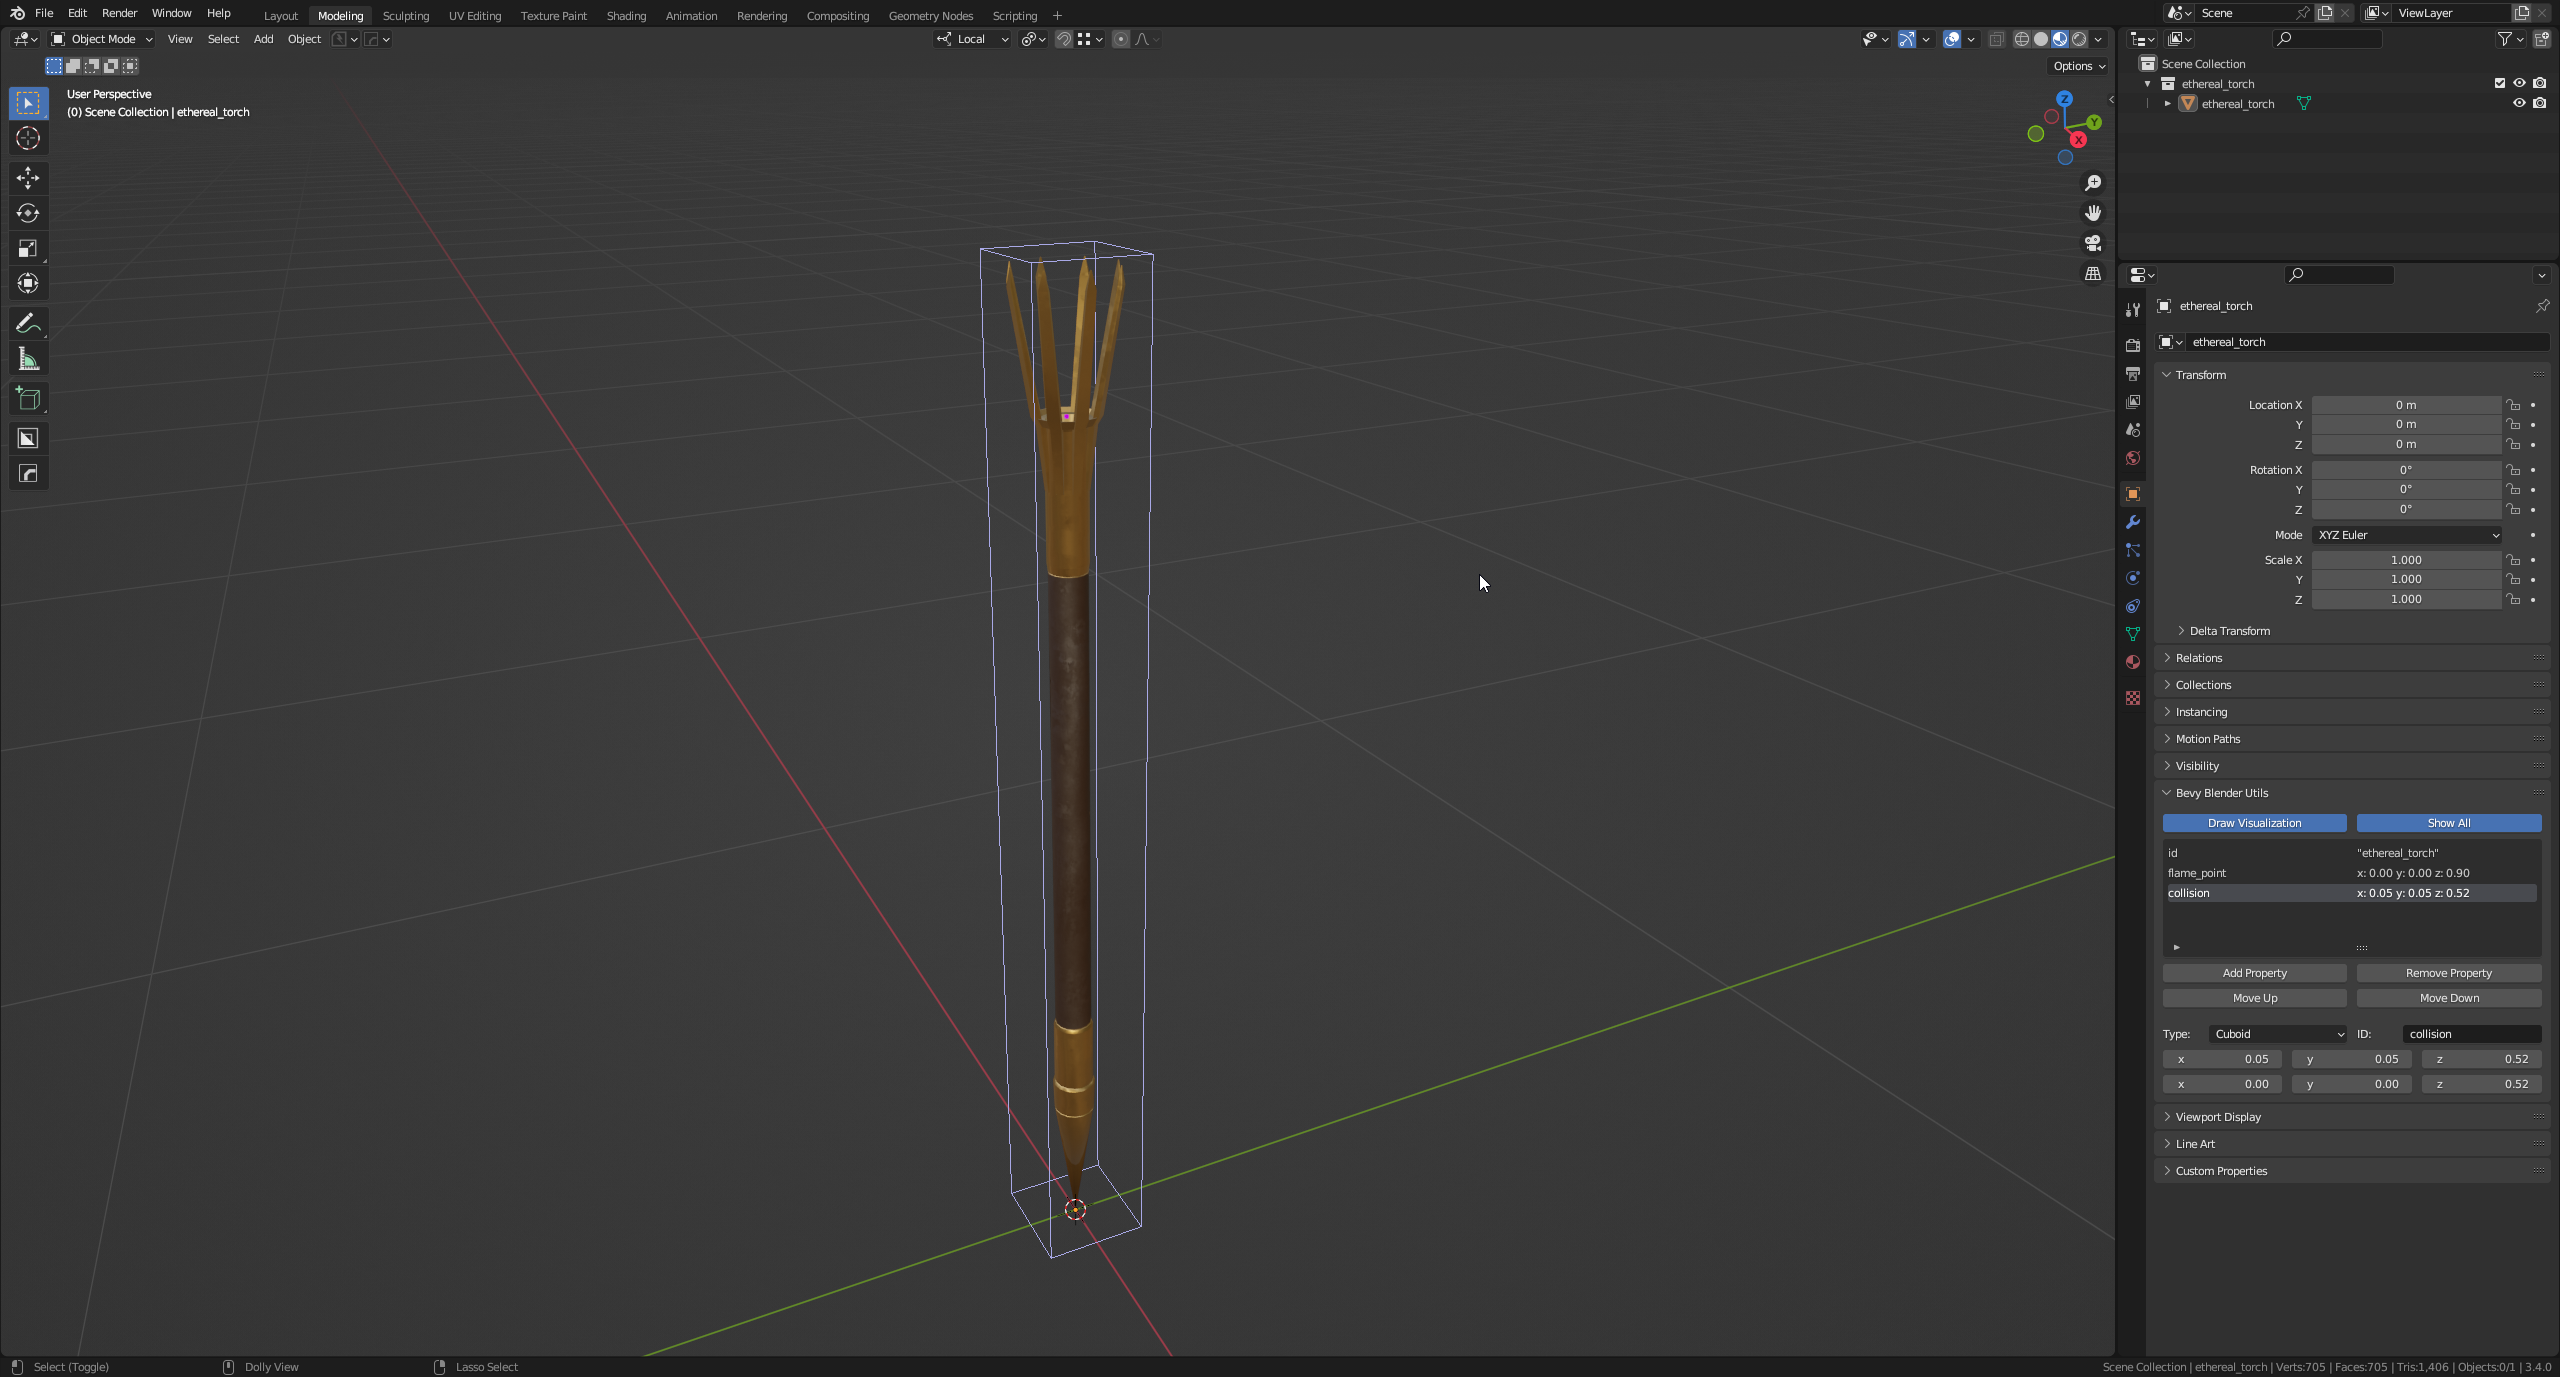 File Edit Render Window Help
Layout Modeling Sculpting UV Editing Texture Paint Shading Animation Rendering Compositing Geometry Nodes Scripting +
Scene
ViewLayer
Object Mode View Select Add Object
Local
Options
User Perspective
(0) Scene Collection | ethereal_torch
Z
Y
X
Scene Collection
ethereal_torch
ethereal_torch
ethereal_torch
ethereal_torch
Transform
Location X 0 m
Y 0 m
Z 0 m
Rotation X 0°
Y 0°
Z 0°
Mode XYZ Euler
Scale X 1.000
Y 1.000
Z 1.000
Delta Transform
Relations
Collections
Instancing
Motion Paths
Visibility
Bevy Blender Utils
Draw Visualization Show All
id "ethereal_torch"
flame_point x: 0.00 y: 0.00 z: 0.90
collision x: 0.05 y: 0.05 z: 0.52
Add Property Remove Property
Move Up Move Down
Type: Cuboid ID: collision
x 0.05 y 0.05 z 0.52
x 0.00 y 0.00 z 0.52
Viewport Display
Line Art
Custom Properties
Select (Toggle) Dolly View Lasso Select
Scene Collection | ethereal_torch | Verts:705 | Faces:705 | Tris:1,406 | Objects:0/1 | 3.4.0